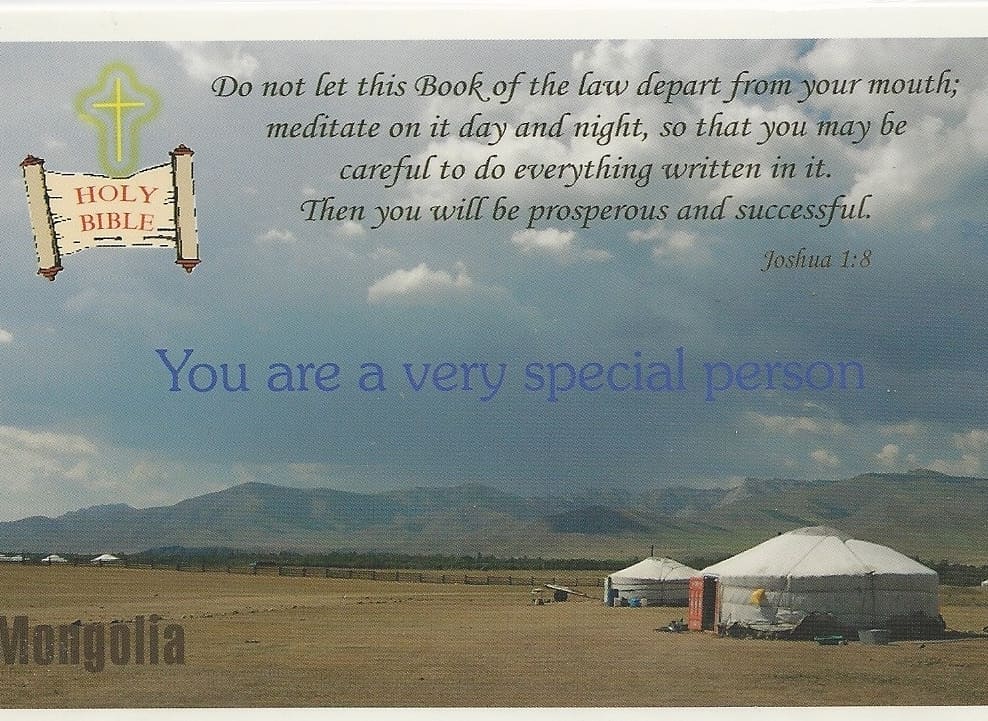 Do not let this Book of the law depart from your mouth;
meditate on it day and night, so that you may be
careful to do everything written in it.
Then you will be prosperous and successful.
Joshua 1:8
HOLY
BIBLE
You are a very special person
Mongolia